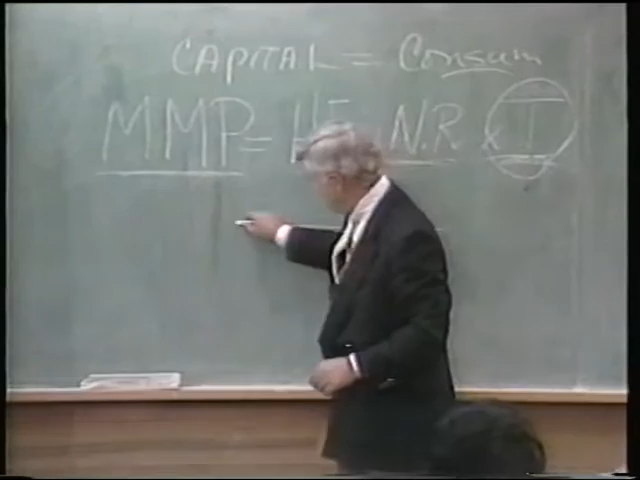 CAPITAL = Consum
MMP = H N.R x T